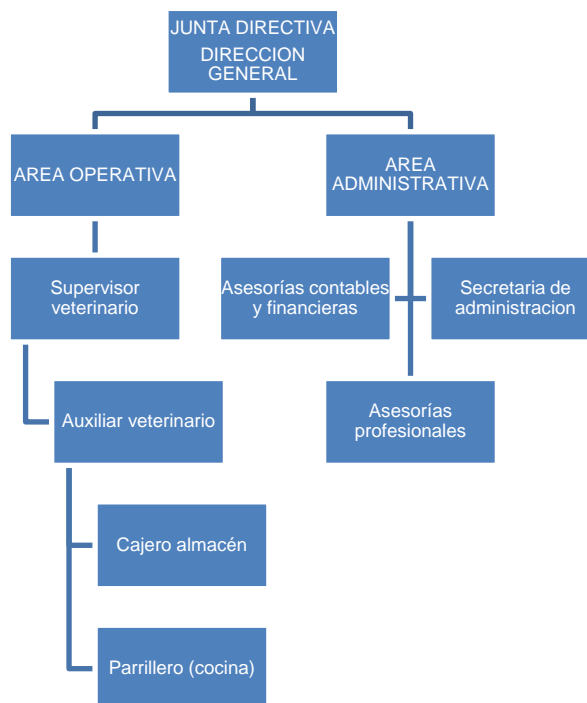 JUNTA DIRECTIVA
DIRECCION
GENERAL
AREA OPERATIVA
AREA
ADMINISTRATIVA
Supervisor
veterinario
Asesorías contables
y financieras
Secretaria de
administracion
Auxiliar veterinario
Asesorías
profesionales
Cajero almacén
Parrillero (cocina)